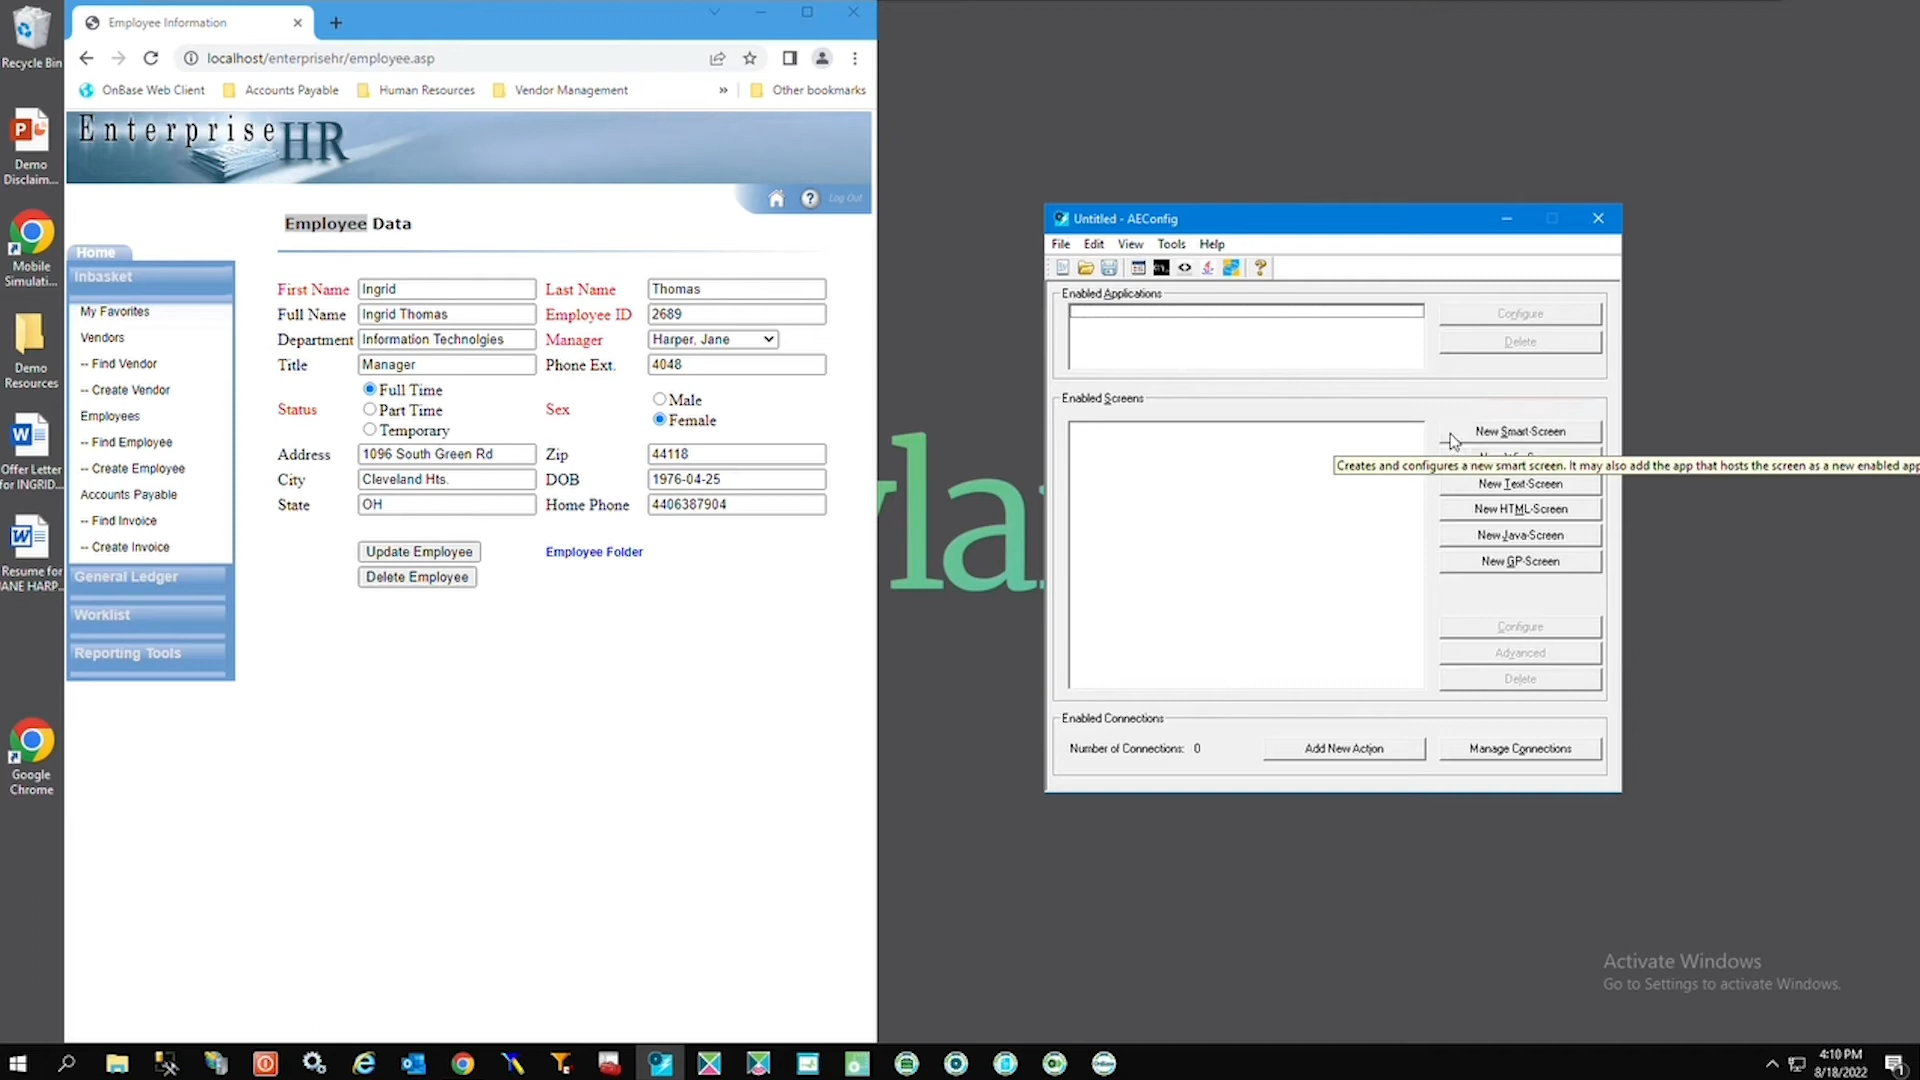 Recycle Bin
Demo
Disclaim...
Mobile
Simulati...
Demo
Resources
Offer Letter
for INGRID...
Resume for
JANE HARP...
Google
Chrome
Employee Information
localhost/enterprisehr/employee.asp
OnBase Web Client
Accounts Payable
Human Resources
Vendor Management
»
Other bookmarks
EnterpriseHR
Log Out
Employee Data
Home
Inbasket
My Favorites
Vendors
-- Find Vendor
-- Create Vendor
Employees
-- Find Employee
-- Create Employee
Accounts Payable
-- Find Invoice
-- Create Invoice
General Ledger
Worklist
Reporting Tools
First Name Ingrid Last Name Thomas
Full Name Ingrid Thomas Employee ID 2689
Department Information Technolgies Manager Harper, Jane
Title Manager Phone Ext. 4048
Status Full Time Part Time Temporary Sex Male Female
Address 1096 South Green Rd Zip 44118
City Cleveland Hts. DOB 1976-04-25
State OH Home Phone 4406387904
Update Employee Employee Folder
Delete Employee
Untitled - AEConfig
File Edit View Tools Help
Enabled Applications
Configure
Delete
Enabled Screens
New Smart-Screen
Creates and configures a new smart screen. It may also add the app that hosts the screen as a new enabled app
New Text-Screen
New HTML-Screen
New Java-Screen
New GP-Screen
Configure
Advanced
Delete
Enabled Connections
Number of Connections: 0 Add New Action Manage Connections
Activate Windows
Go to Settings to activate Windows.
4:10 PM
8/18/2022